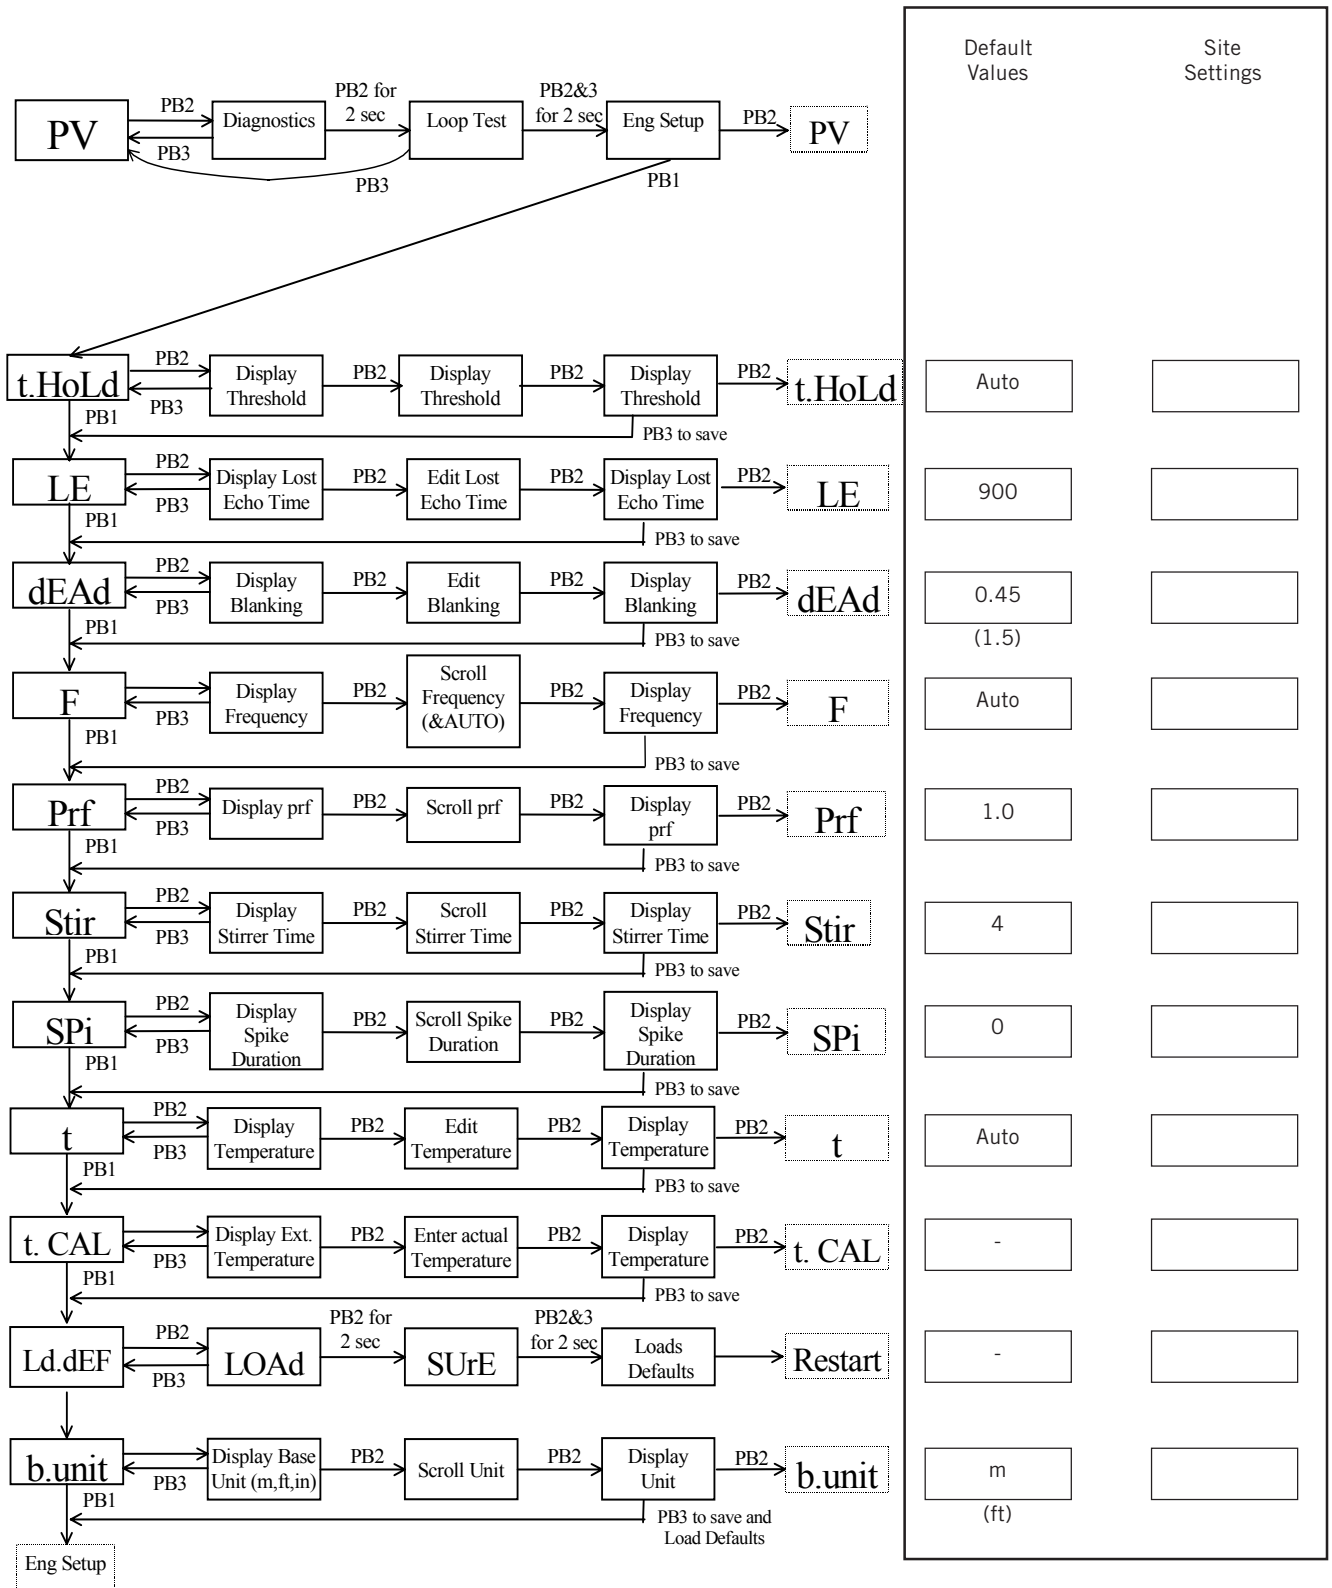 Default
Values
Site
Settings
PV
PB2
PB3
Diagnostics
PB2 for
2 sec
Loop Test
PB2&3
for 2 sec
Eng Setup
PB2
PV
PB3
PB1
t.HoLd
PB2
PB3
Display
Threshold
PB2
Display
Threshold
PB2
Display
Threshold
PB2
t.HoLd
Auto
PB1
PB3 to save
LE
PB2
PB3
Display Lost
Echo Time
PB2
Edit Lost
Echo Time
PB2
Display Lost
Echo Time
PB2
LE
900
PB1
PB3 to save
dEAd
PB2
PB3
Display
Blanking
PB2
Edit
Blanking
PB2
Display
Blanking
PB2
dEAd
0.45
(1.5)
PB1
PB3 to save
F
PB3
Display
Frequency
PB2
Scroll
Frequency
(&AUTO)
PB2
Display
Frequency
PB2
F
Auto
PB1
PB3 to save
Prf
PB2
PB3
Display prf
PB2
Scroll prf
PB2
Display
prf
PB2
Prf
1.0
PB1
PB3 to save
Stir
PB2
PB3
Display
Stirrer Time
PB2
Scroll
Stirrer Time
PB2
Display
Stirrer Time
PB2
Stir
4
PB1
PB3 to save
SPi
PB2
PB3
Display
Spike
Duration
PB2
Scroll Spike
Duration
PB2
Display
Spike
Duration
PB2
SPi
0
PB1
PB3 to save
t
PB2
PB3
Display
Temperature
PB2
Edit
Temperature
PB2
Display
Temperature
PB2
t
Auto
PB1
PB3 to save
t. CAL
PB3
Display Ext.
Temperature
PB2
Enter actual
Temperature
PB2
Display
Temperature
PB2
t. CAL
-
PB1
PB3 to save
Ld.dEF
PB2
PB3
LOAd
PB2 for
2 sec
SUrE
PB2&3
for 2 sec
Loads
Defaults
Restart
-
b.unit
PB3
Display Base
Unit (m,ft,in)
PB2
Scroll Unit
PB2
Display
Unit
PB2
b.unit
m
(ft)
PB1
PB3 to save and
Load Defaults
Eng Setup